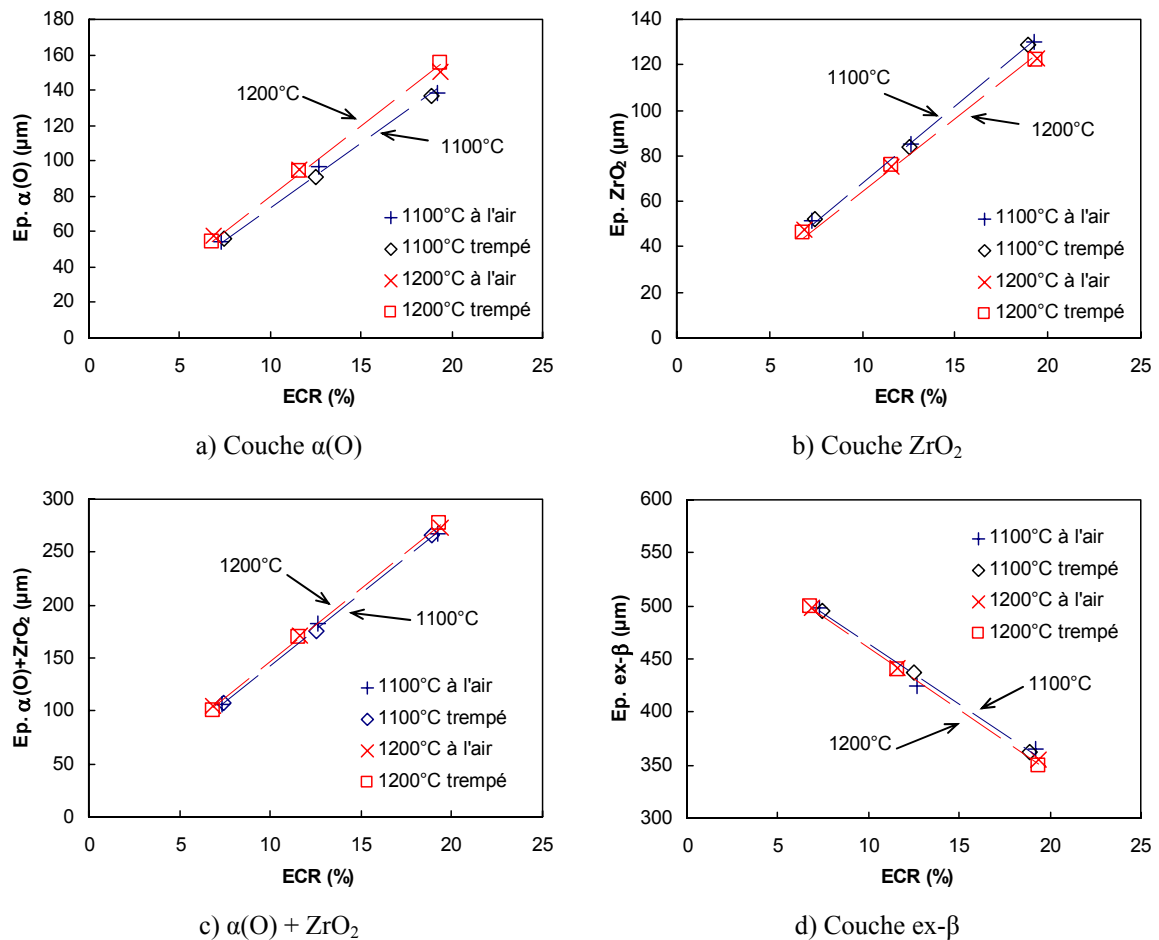 180
160
140
120
100
80
60
40
20
0
Ep. α(O) (µm)
0 5 10 15 20 25
ECR (%)
1200°C
1100°C
1100°C à l'air
1100°C trempé
1200°C à l'air
1200°C trempé
a) Couche α(O)
140
120
100
80
60
40
20
0
Ep. ZrO₂ (µm)
0 5 10 15 20 25
ECR (%)
1100°C
1200°C
1100°C à l'air
1100°C trempé
1200°C à l'air
1200°C trempé
b) Couche ZrO₂
300
250
200
150
100
50
0
Ep. α(O)+ZrO₂ (µm)
0 5 10 15 20 25
ECR (%)
1200°C
1100°C
1100°C à l'air
1100°C trempé
1200°C à l'air
1200°C trempé
c) α(O) + ZrO₂
600
550
500
450
400
350
300
Ep. ex-β (µm)
0 5 10 15 20 25
ECR (%)
1100°C à l'air
1100°C trempé
1200°C à l'air
1200°C trempé
1100°C
1200°C
d) Couche ex-β